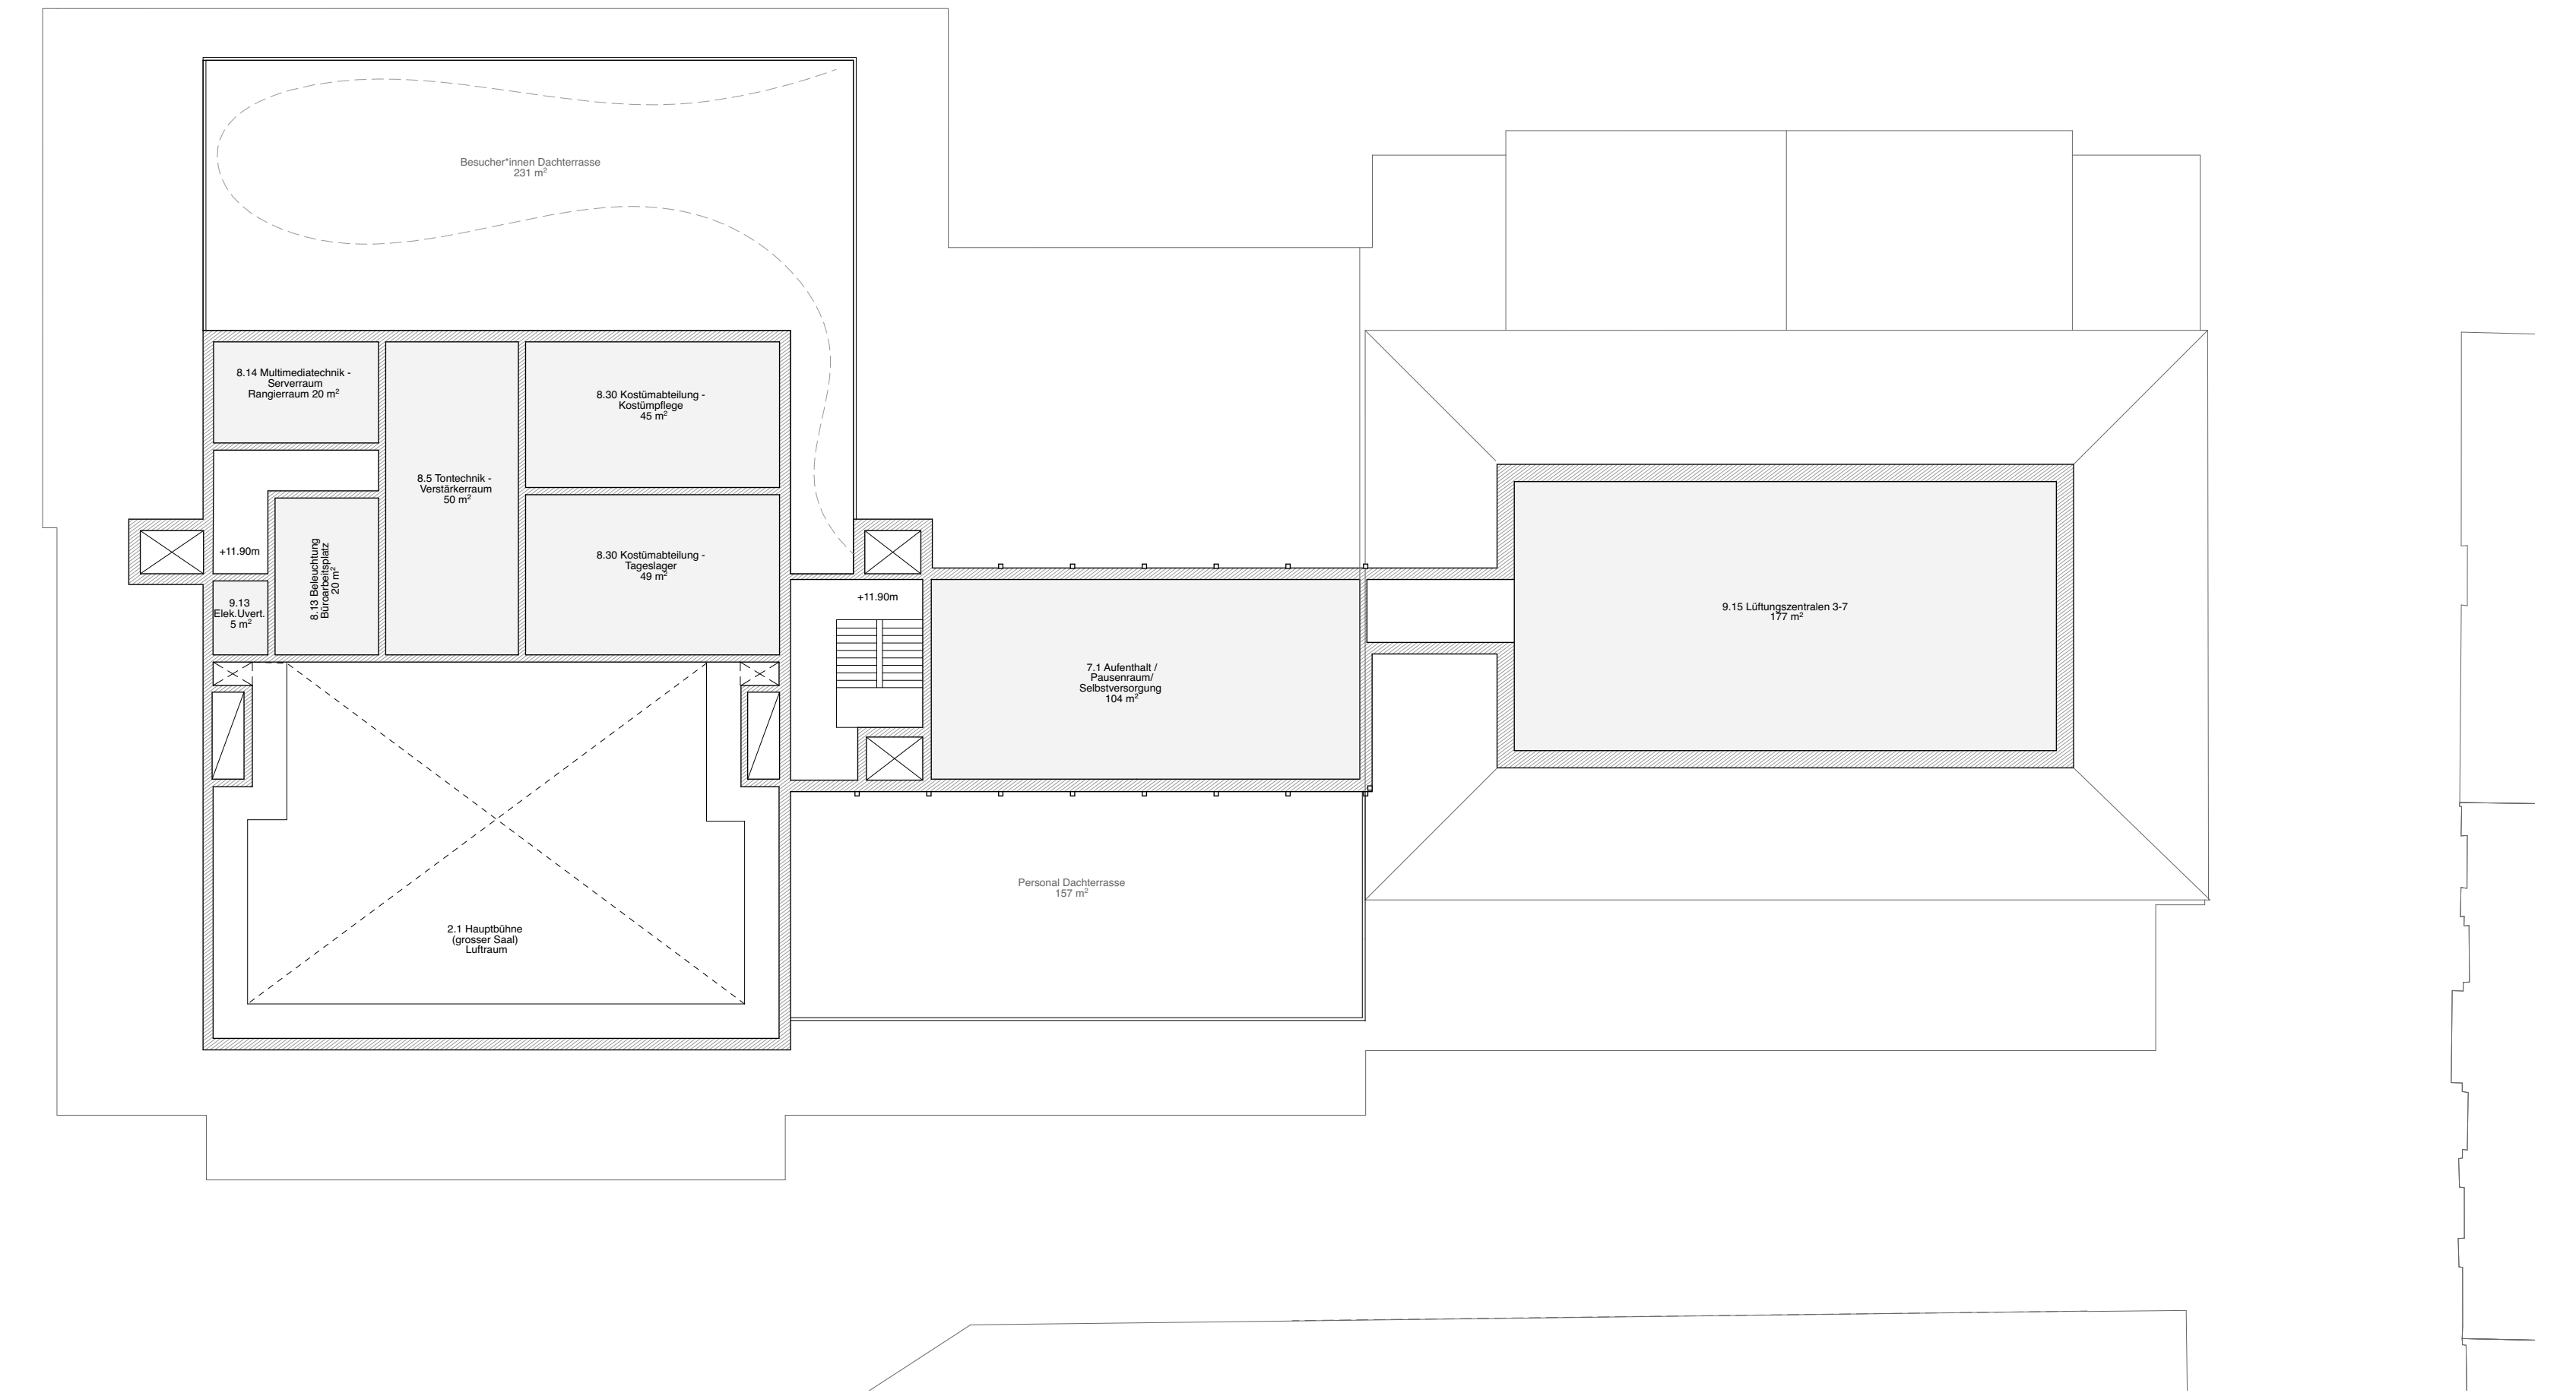 Besucher*innen Dachterrasse
231 m²
8.14 Multimediatechnik -
Serverraum
Rangierraum 20 m²
8.5 Tontechnik -
Verstärkerraum
50 m²
8.30 Kostümabteilung -
Kostümpflege
45 m²
+11.90m
8.13 Beleuchtung
Büroarbeitsplatz
20 m²
8.30 Kostümabteilung -
Tageslager
49 m²
9.13
Elek.Uvert.
5 m²
+11.90m
7.1 Aufenthalt /
Pausenraum/
Selbstversorgung
104 m²
9.15 Lüftungszentralen 3-7
177 m²
2.1 Hauptbühne
(grosser Saal)
Luftraum
Personal Dachterrasse
157 m²